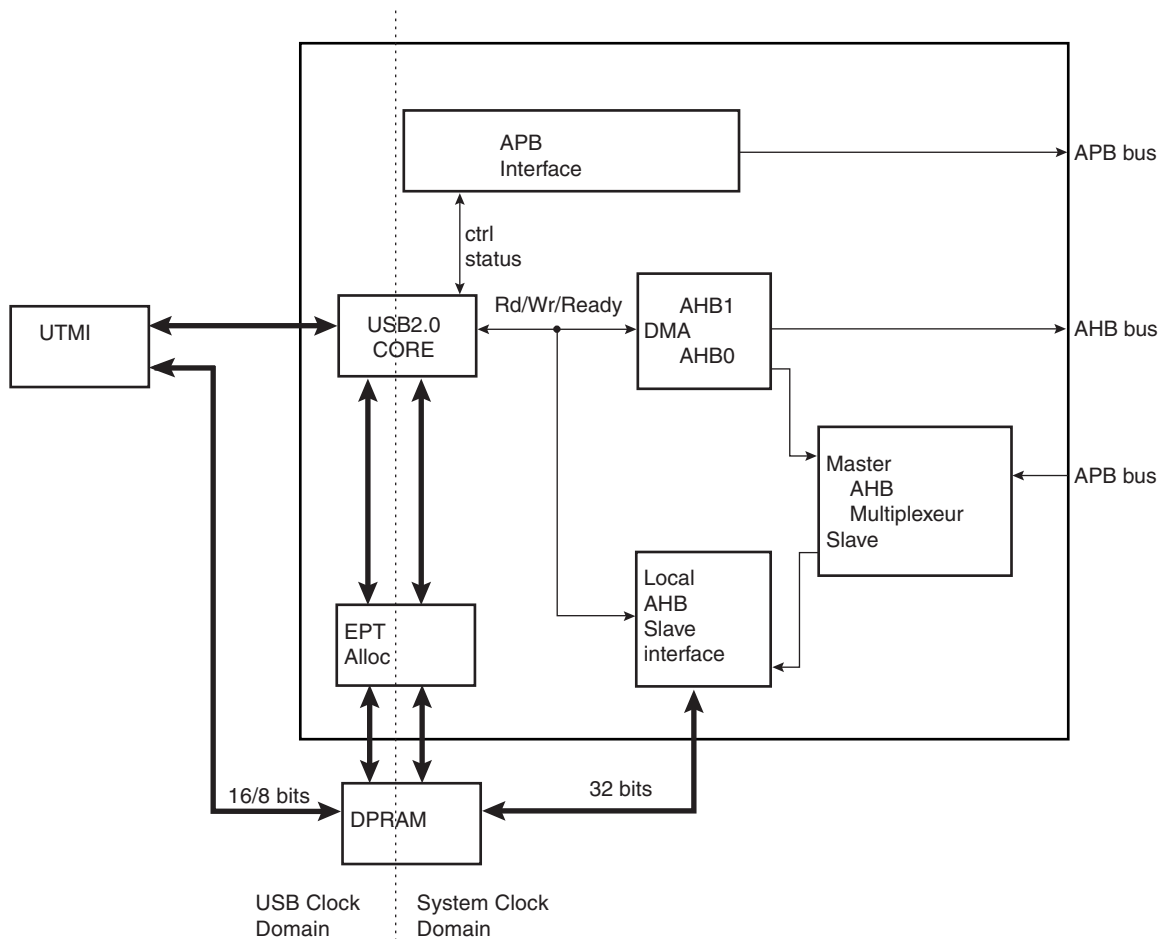 APB
Interface
APB bus
ctrl
status
Rd/Wr/Ready
UTMI
USB2.0
CORE
AHB1
DMA
AHB0
AHB bus
Master
AHB
Multiplexeur
Slave
APB bus
Local
AHB
Slave
interface
EPT
Alloc
16/8 bits
32 bits
DPRAM
USB Clock
Domain
System Clock
Domain